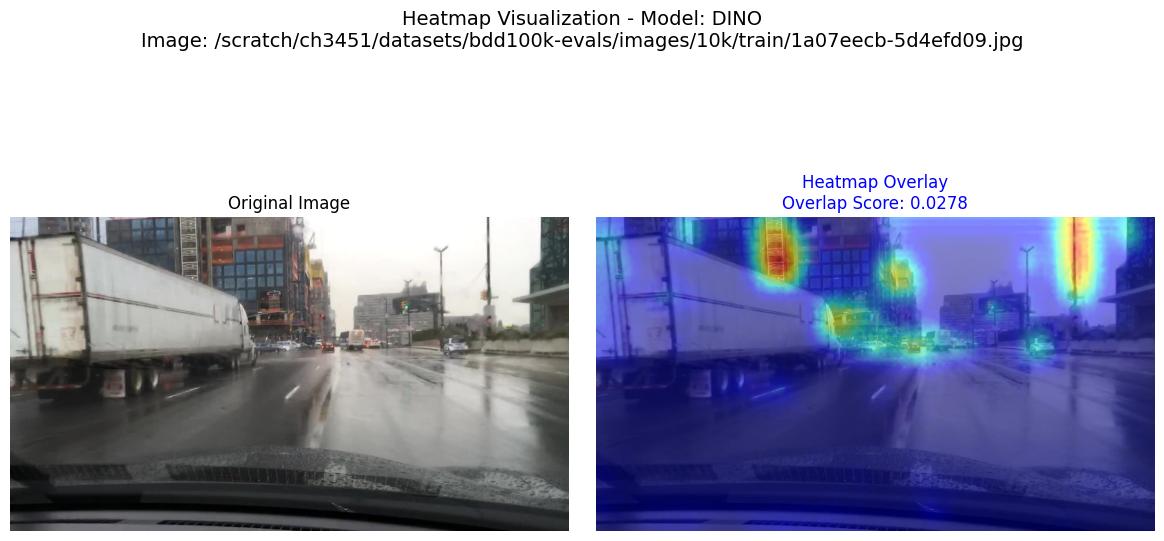 Heatmap Visualization - Model: DINO
Image: /scratch/ch3451/datasets/bdd100k-evals/images/10k/train/1a07eecb-5d4efd09.jpg
Original Image
Heatmap Overlay
Overlap Score: 0.0278